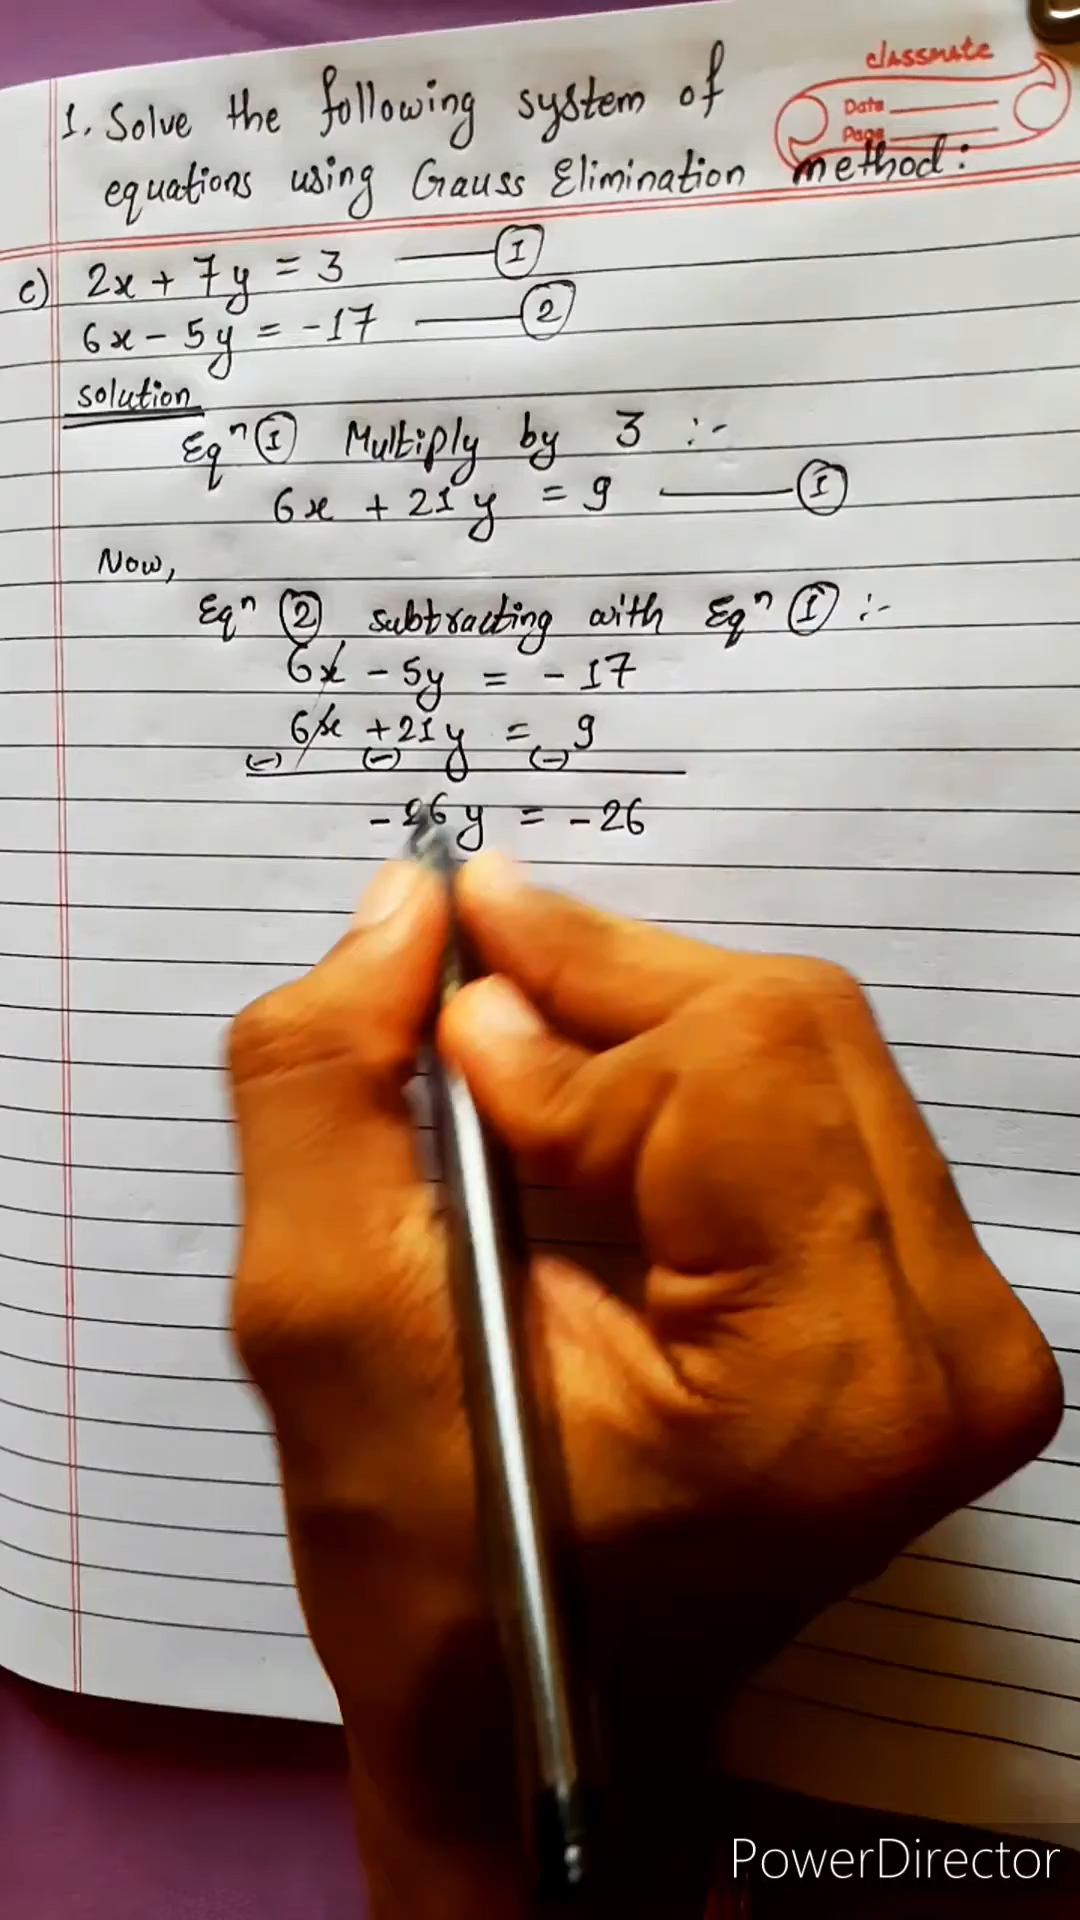 classmate
Date
Page
1. Solve the following system of
equations using Gauss Elimination method:
c) 2x + 7y = 3 —— ①
6x - 5y = -17 —— ②
solution
Eqⁿ ① Multiply by 3 :-
6x + 21y = 9 —— ①
Now,
Eqⁿ ② subtracting with Eqⁿ ① :-
6x - 5y = -17
6x + 21y = 9
(-) (-) (-)
-26y = -26
PowerDirector